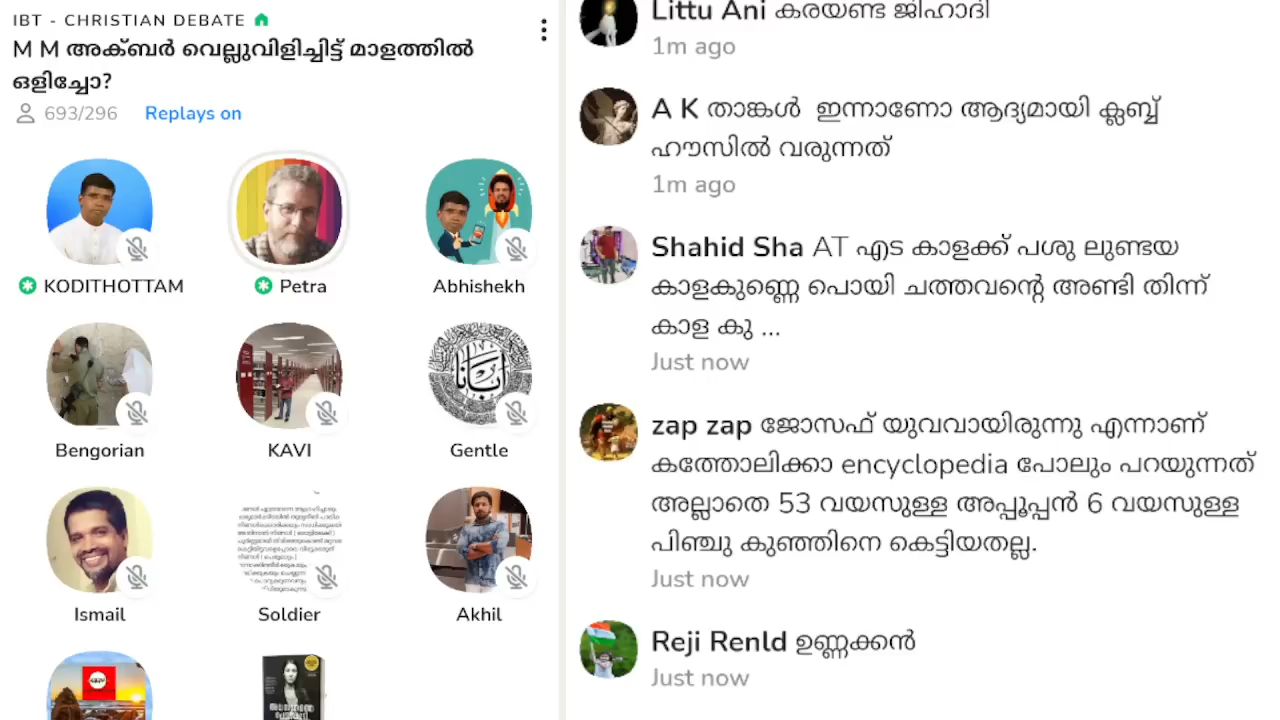 IBT - CHRISTIAN DEBATE
M M അക്ബർ വെല്ലുവിളിച്ചിട്ട് മാളത്തിൽ
ഒളിച്ചോ?
693/296 Replays on
KODITHOTTAM Petra Abhishekh
Bengorian KAVI Gentle
Ismail Soldier Akhil
Littu Ani കരയണ്ട ജിഹാദി
1m ago
A K താങ്കൾ ഇന്നാണോ ആദ്യമായി ക്ലബ്ബ്
ഹൗസിൽ വരുന്നത്
1m ago
Shahid Sha AT എട കാളക്ക് പശു ലുണ്ടയ
കാളകുണ്ണെ പൊയി ചത്തവന്റെ അണ്ടി തിന്ന്
കാള കു ...
Just now
zap zap ജോസഫ് യുവവായിരുന്നു എന്നാണ്
കത്തോലിക്കാ encyclopedia പോലും പറയുന്നത്
അല്ലാതെ 53 വയസുള്ള അപ്പൂപ്പൻ 6 വയസുള്ള
പിഞ്ചു കുഞ്ഞിനെ കെട്ടിയതല്ല.
Just now
Reji Renld ഉണ്ണക്കൻ
Just now